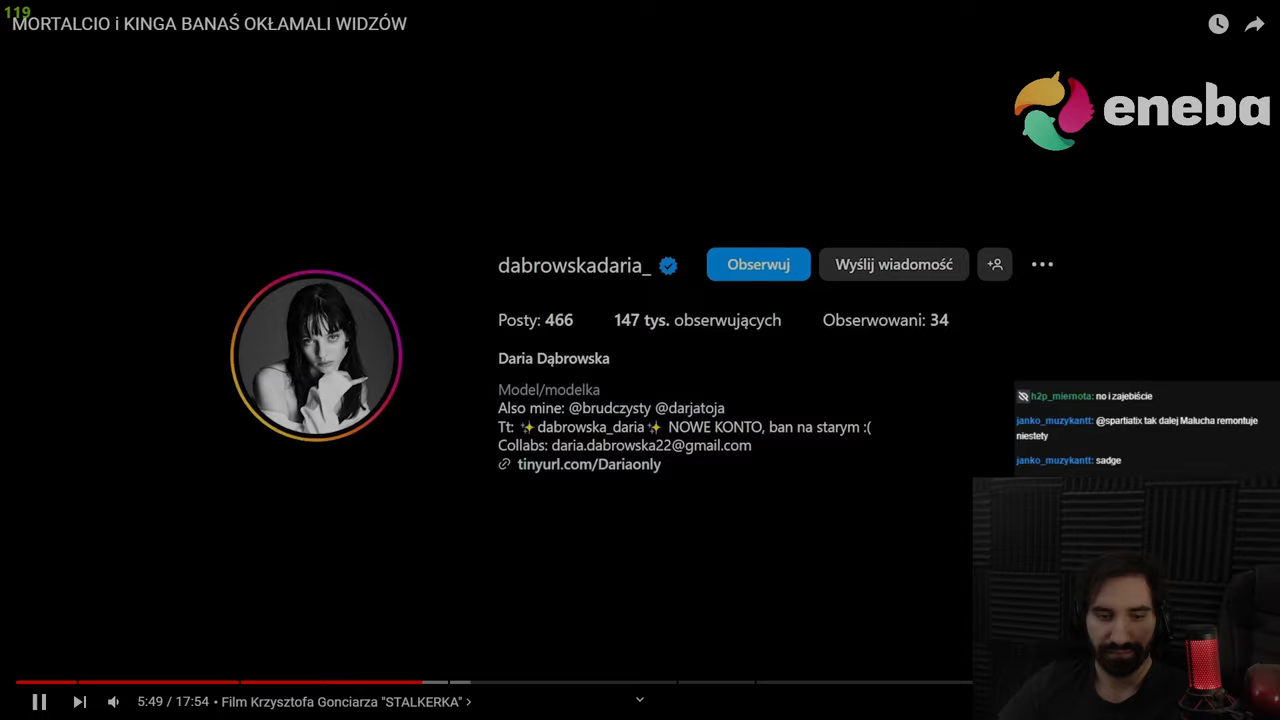 119
MORTALCIO i KINGA BANAŚ OKŁAMALI WIDZÓW
eneba
dabrowskadaria_ Obserwuj Wyślij wiadomość
Posty: 466 147 tys. obserwujących Obserwowani: 34
Daria Dąbrowska
Model/modelka
Also mine: @brudczysty @darjatoja
Tt: ✨dabrowska_daria✨ NOWE KONTO, ban na starym :(
Collabs: daria.dabrowska22@gmail.com
tinyurl.com/Dariaonly
h2p_miernota: no i zajebiście
janko_muzykantt: @spartiatix tak dalej Malucha remontuje
niestety
janko_muzykantt: sadge
5:49 / 17:54 • Film Krzysztofa Gonciarza "STALKERKA" >